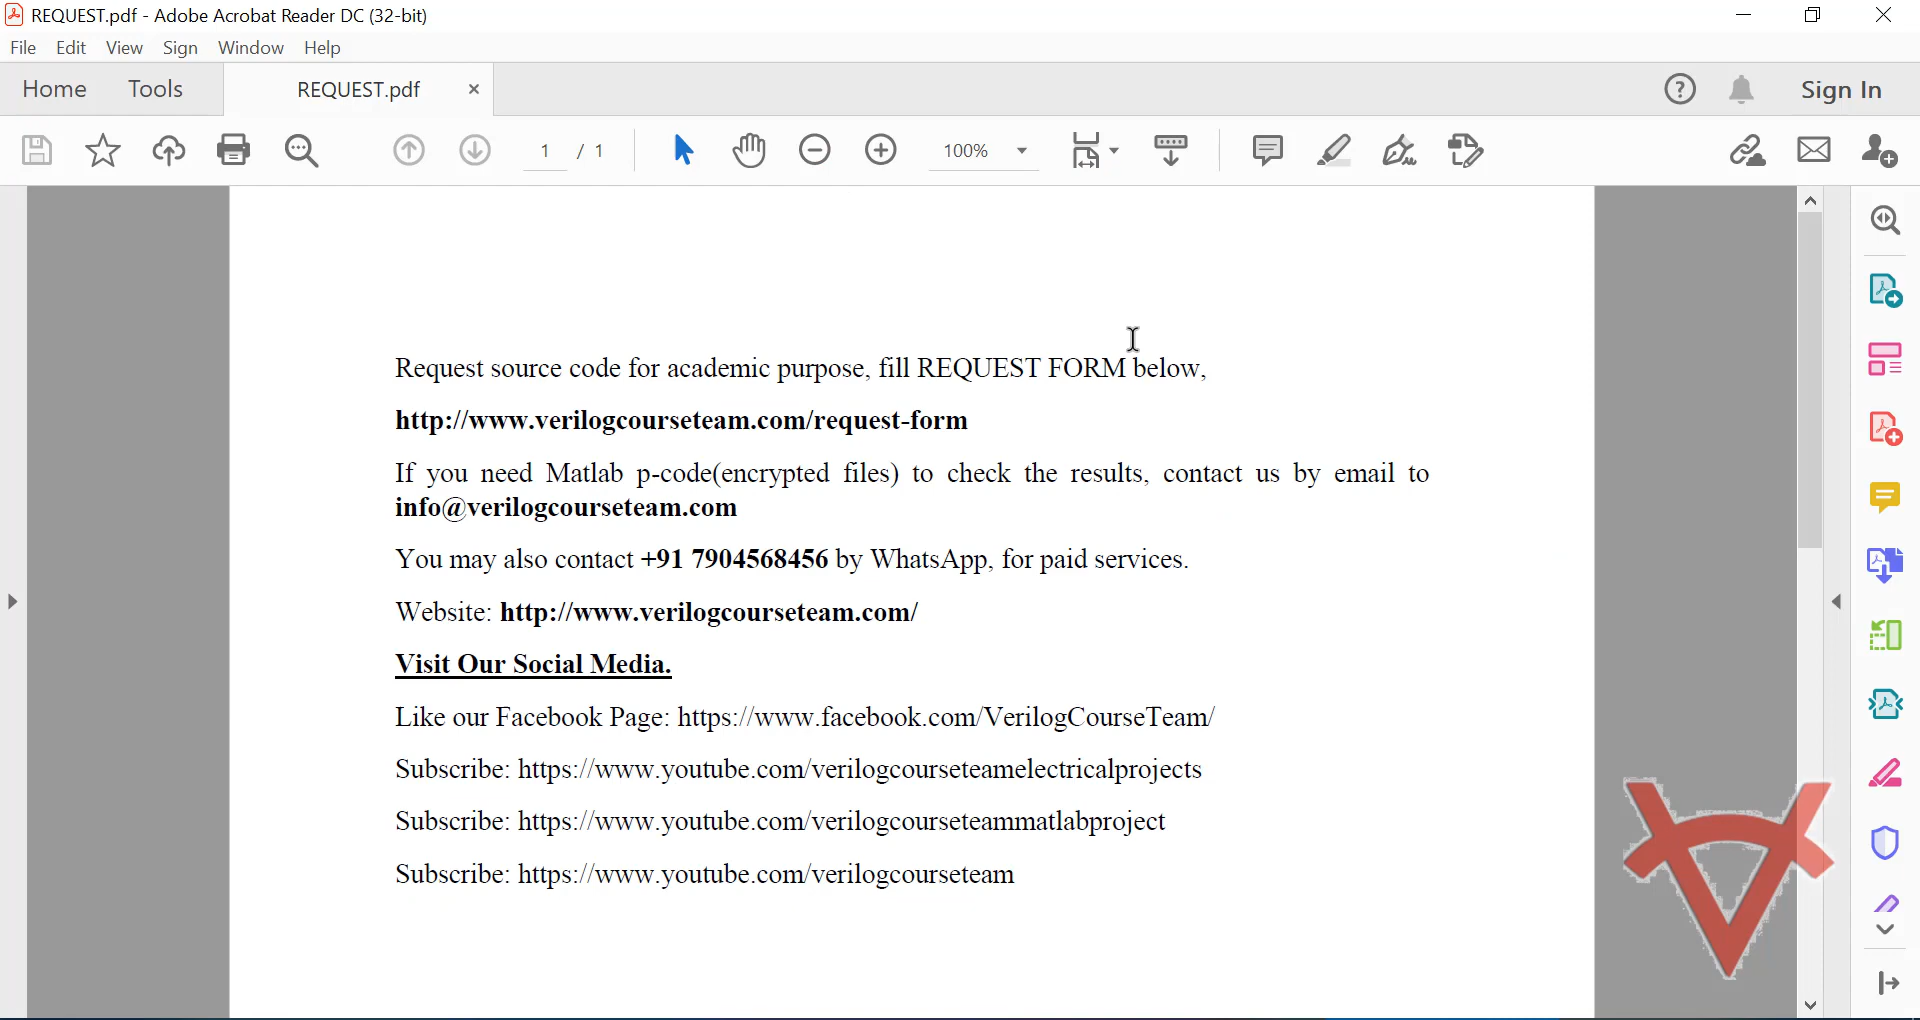 REQUEST.pdf - Adobe Acrobat Reader DC (32-bit)
File Edit View Sign Window Help
Home Tools REQUEST.pdf × Sign In
1 / 1 100%
Request source code for academic purpose, fill REQUEST FORM below,
http://www.verilogcourseteam.com/request-form
If you need Matlab p-code(encrypted files) to check the results, contact us by email to
info@verilogcourseteam.com
You may also contact +91 7904568456 by WhatsApp, for paid services.
Website: http://www.verilogcourseteam.com/
Visit Our Social Media.
Like our Facebook Page: https://www.facebook.com/VerilogCourseTeam/
Subscribe: https://www.youtube.com/verilogcourseteamelectricalprojects
Subscribe: https://www.youtube.com/verilogcourseteammatlabproject
Subscribe: https://www.youtube.com/verilogcourseteam